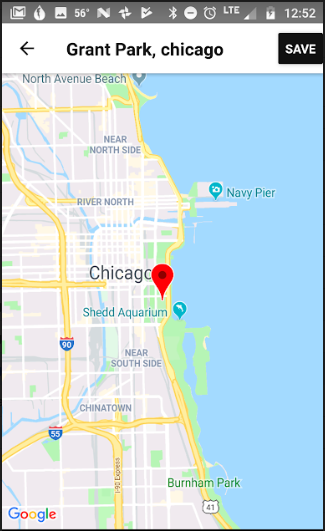 56° LTE 12:52
Grant Park, chicago SAVE
North Avenue Beach
NEAR
NORTH SIDE
RIVER NORTH
Navy Pier
Chicago
Shedd Aquarium
90
NEAR
SOUTH SIDE
CHINATOWN
55
I-90 Express
Burnham Park
41
Google